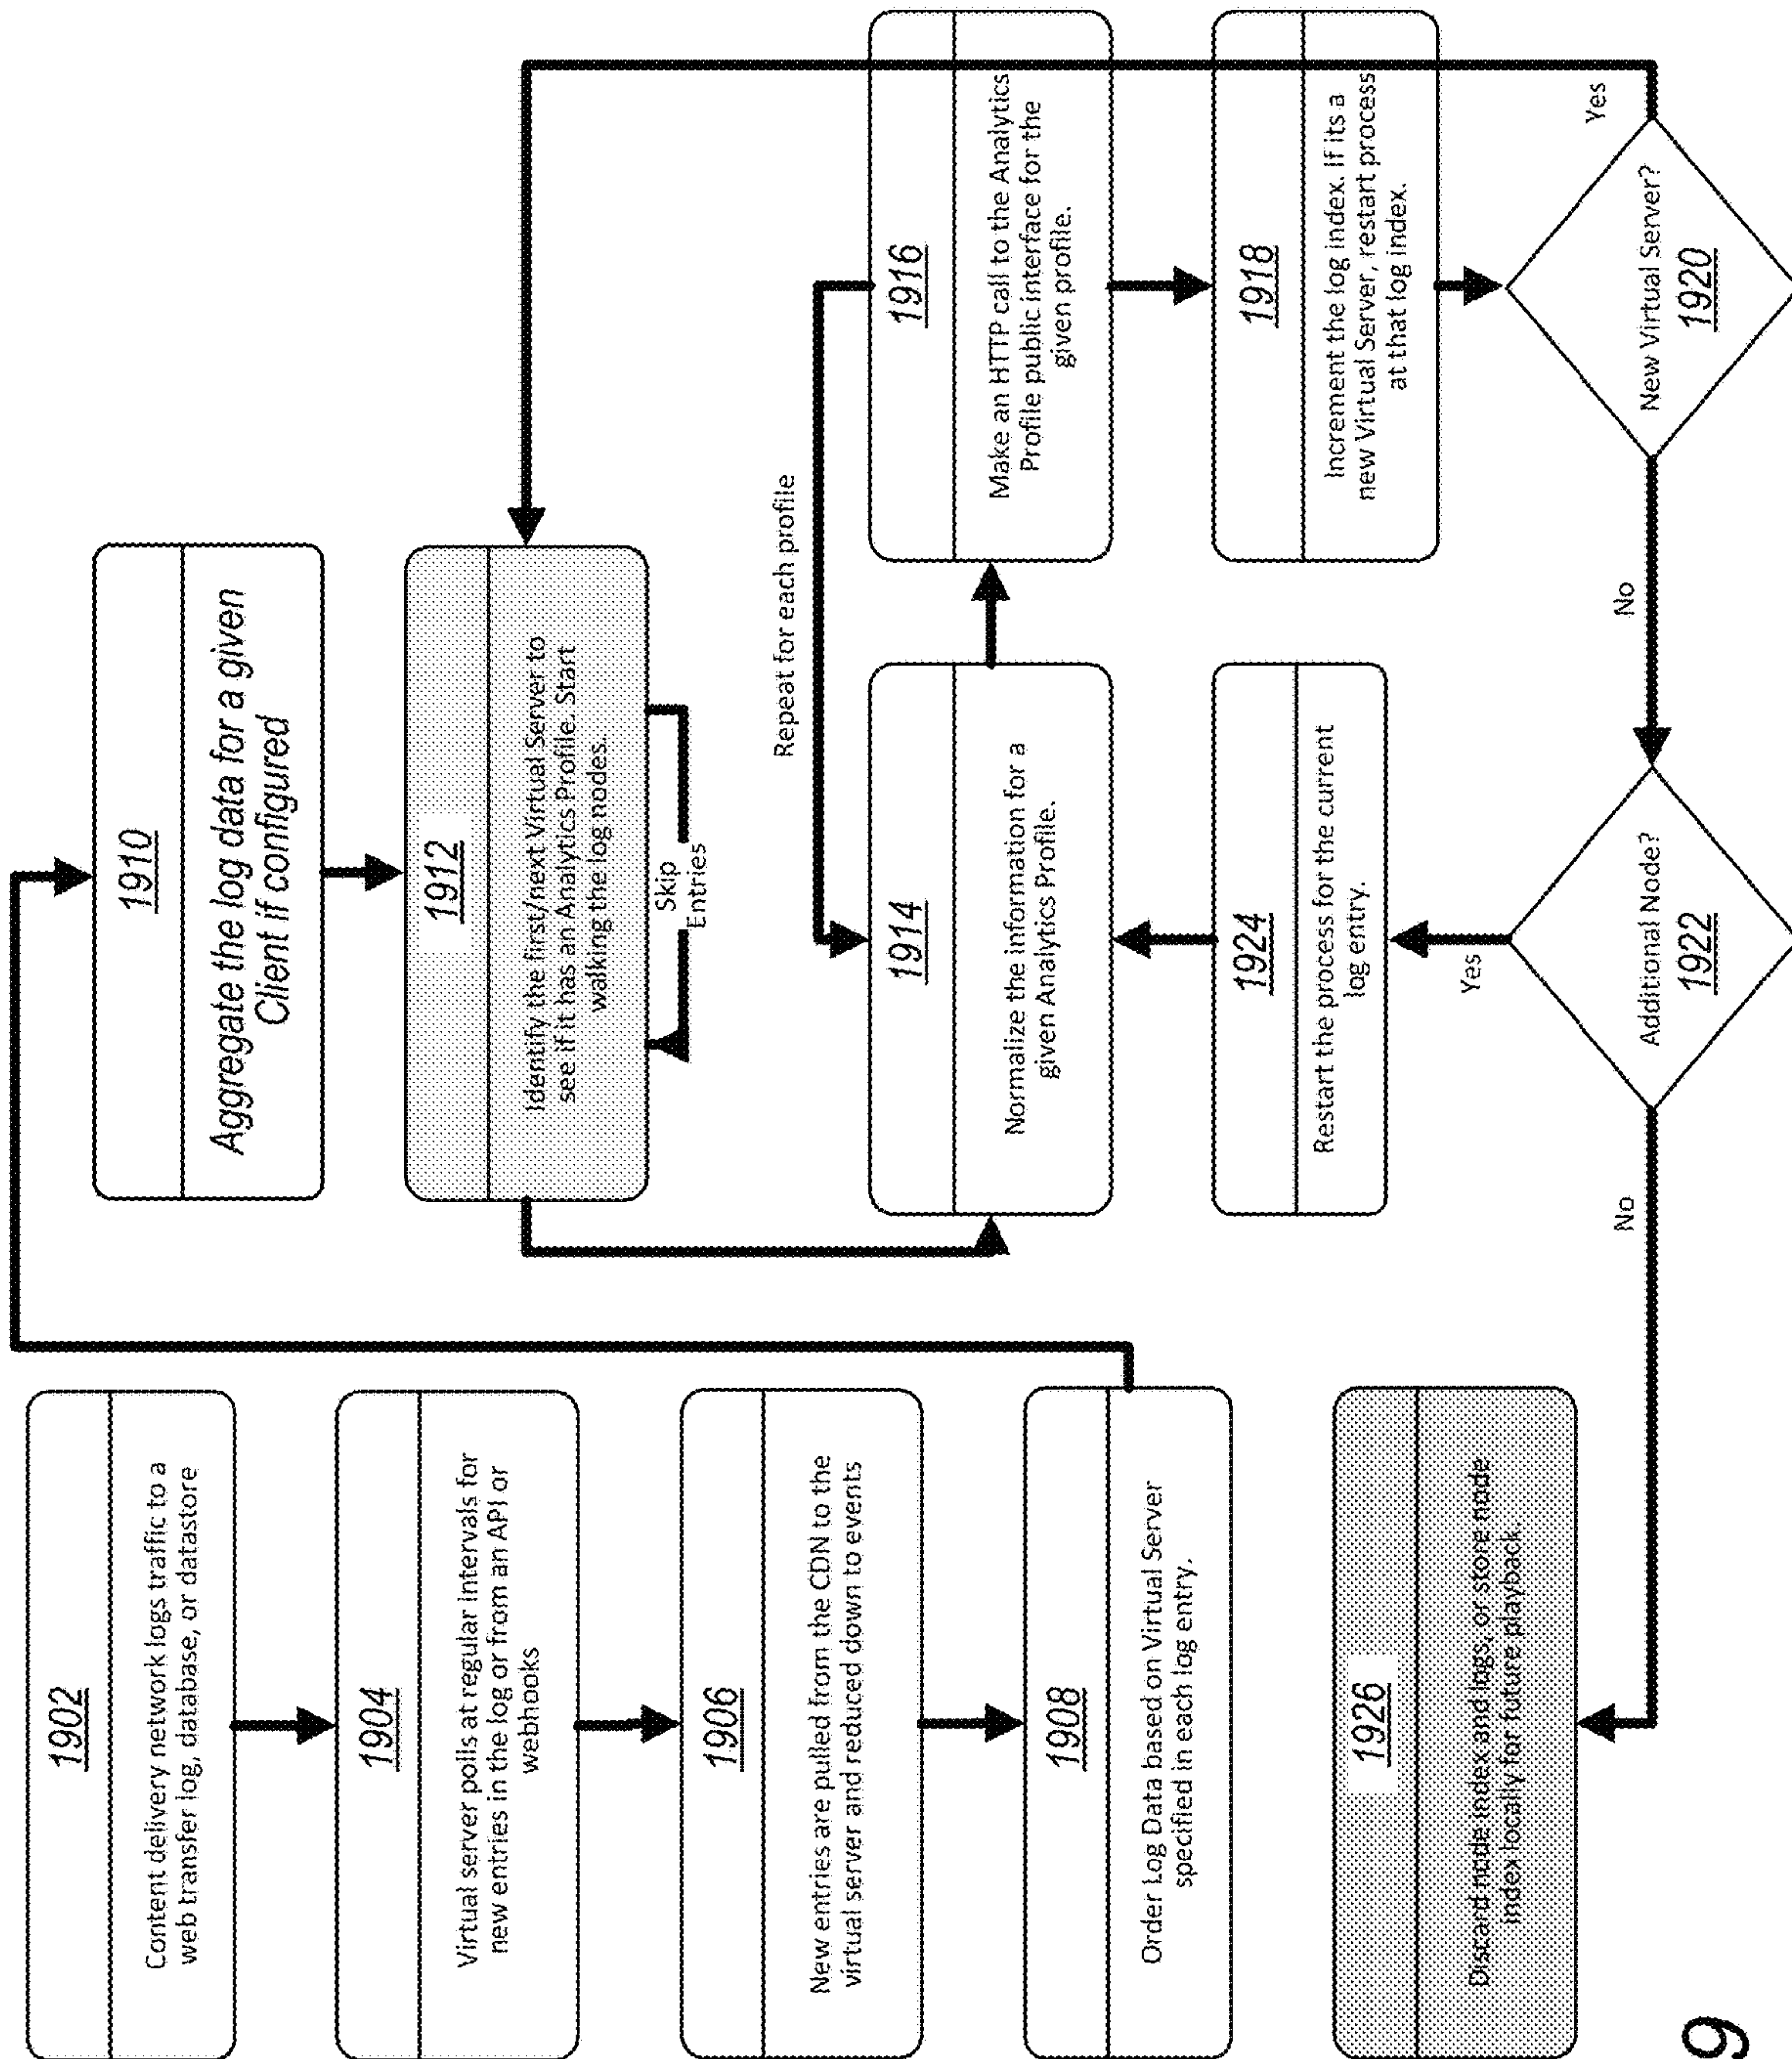 1902
Content delivery network logs traffic to a
web transfer log, database, or datastore
1904
Virtual server polls at regular intervals for
new entries in the log or from an API or
webhooks
1906
New entries are pulled from the CDN to the
virtual server and reduced down to events
1908
Order Log Data based on Virtual Server
specified in each log entry.
1926
Discard node index and logs, or store node
index locally for future playback.
1910
Aggregate the log data for a given
Client if configured
1912
Identify the first/next Virtual Server to
see if it has an Analytics Profile. Start
walking the log nodes.
Skip
Entries
Repeat for each profile
1914
Normalize the information for a
given Analytics Profile.
1916
Make an HTTP call to the Analytics
Profile public interface for the
given profile.
1924
Restart the process for the current
log entry.
1918
Increment the log index. If its a
new Virtual Server, restart process
at that log index.
Yes
No
Additional Node?
1922
No
New Virtual Server?
1920
Yes
9